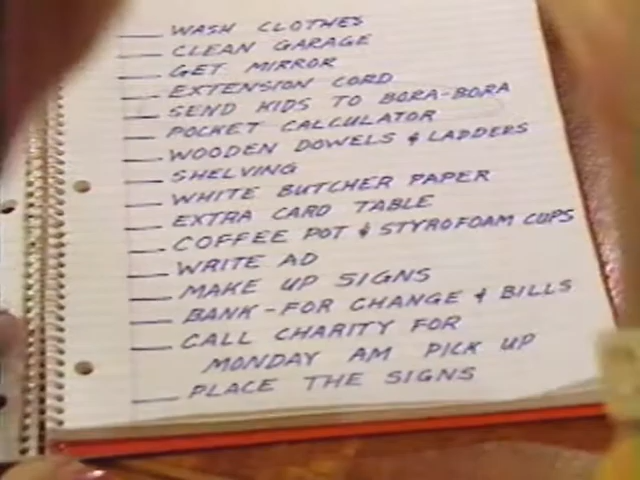 WASH CLOTHES
CLEAN GARAGE
GET MIRROR
EXTENSION CORD
SEND KIDS TO BORA-BORA
POCKET CALCULATOR
WOODEN DOWELS & LADDERS
SHELVING
WHITE BUTCHER PAPER
EXTRA CARD TABLE
COFFEE POT & STYROFOAM CUPS
WRITE AD
MAKE UP SIGNS
BANK-FOR CHANGE & BILLS
CALL CHARITY FOR
MONDAY AM PICK UP
PLACE THE SIGNS